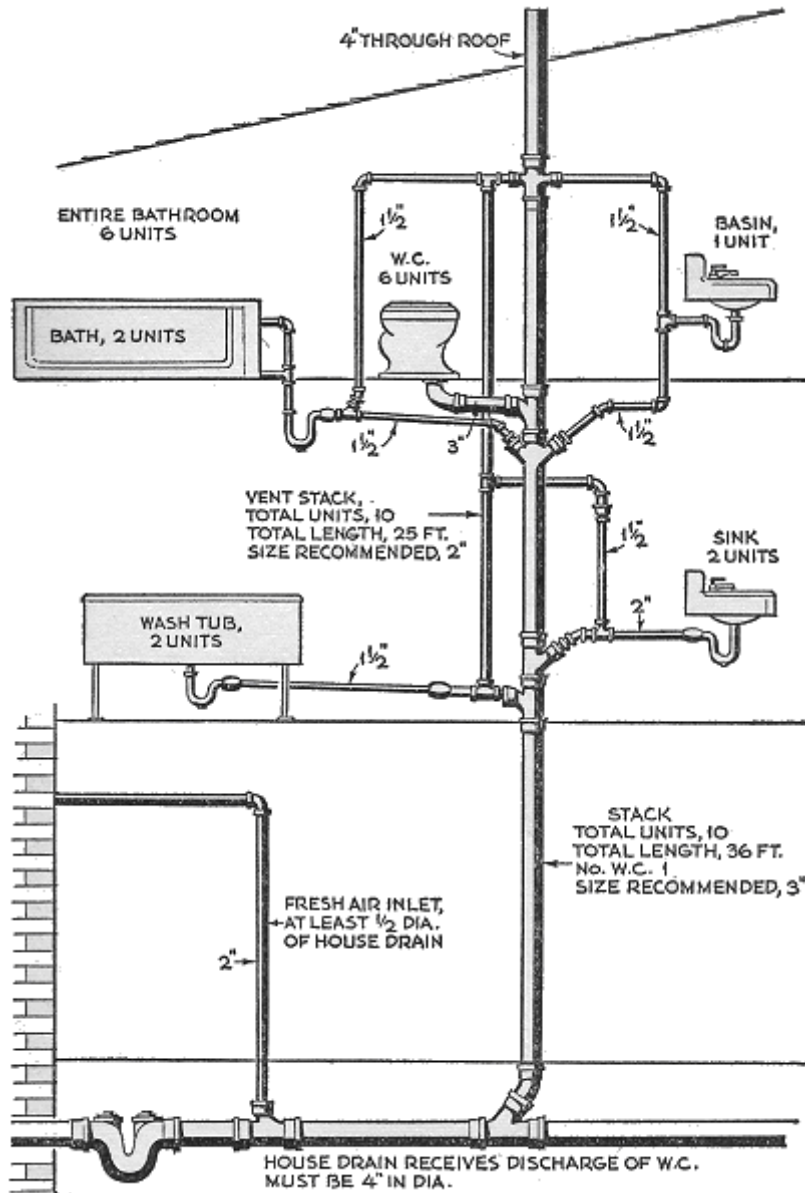 4" THROUGH ROOF
ENTIRE BATHROOM
6 UNITS
1½"
W.C.
6 UNITS
1½"
BASIN,
1 UNIT
BATH, 2 UNITS
1½"
3"
1½"
VENT STACK,
TOTAL UNITS, 10
TOTAL LENGTH, 25 FT.
SIZE RECOMMENDED, 2"
1½"
SINK
2 UNITS
2"
WASH TUB,
2 UNITS
1½"
STACK
TOTAL UNITS, 10
TOTAL LENGTH, 36 FT.
No. W.C. 1
SIZE RECOMMENDED, 3"
FRESH AIR INLET,
AT LEAST ½ DIA.
OF HOUSE DRAIN
2"
HOUSE DRAIN RECEIVES DISCHARGE OF W.C.
MUST BE 4" IN DIA.